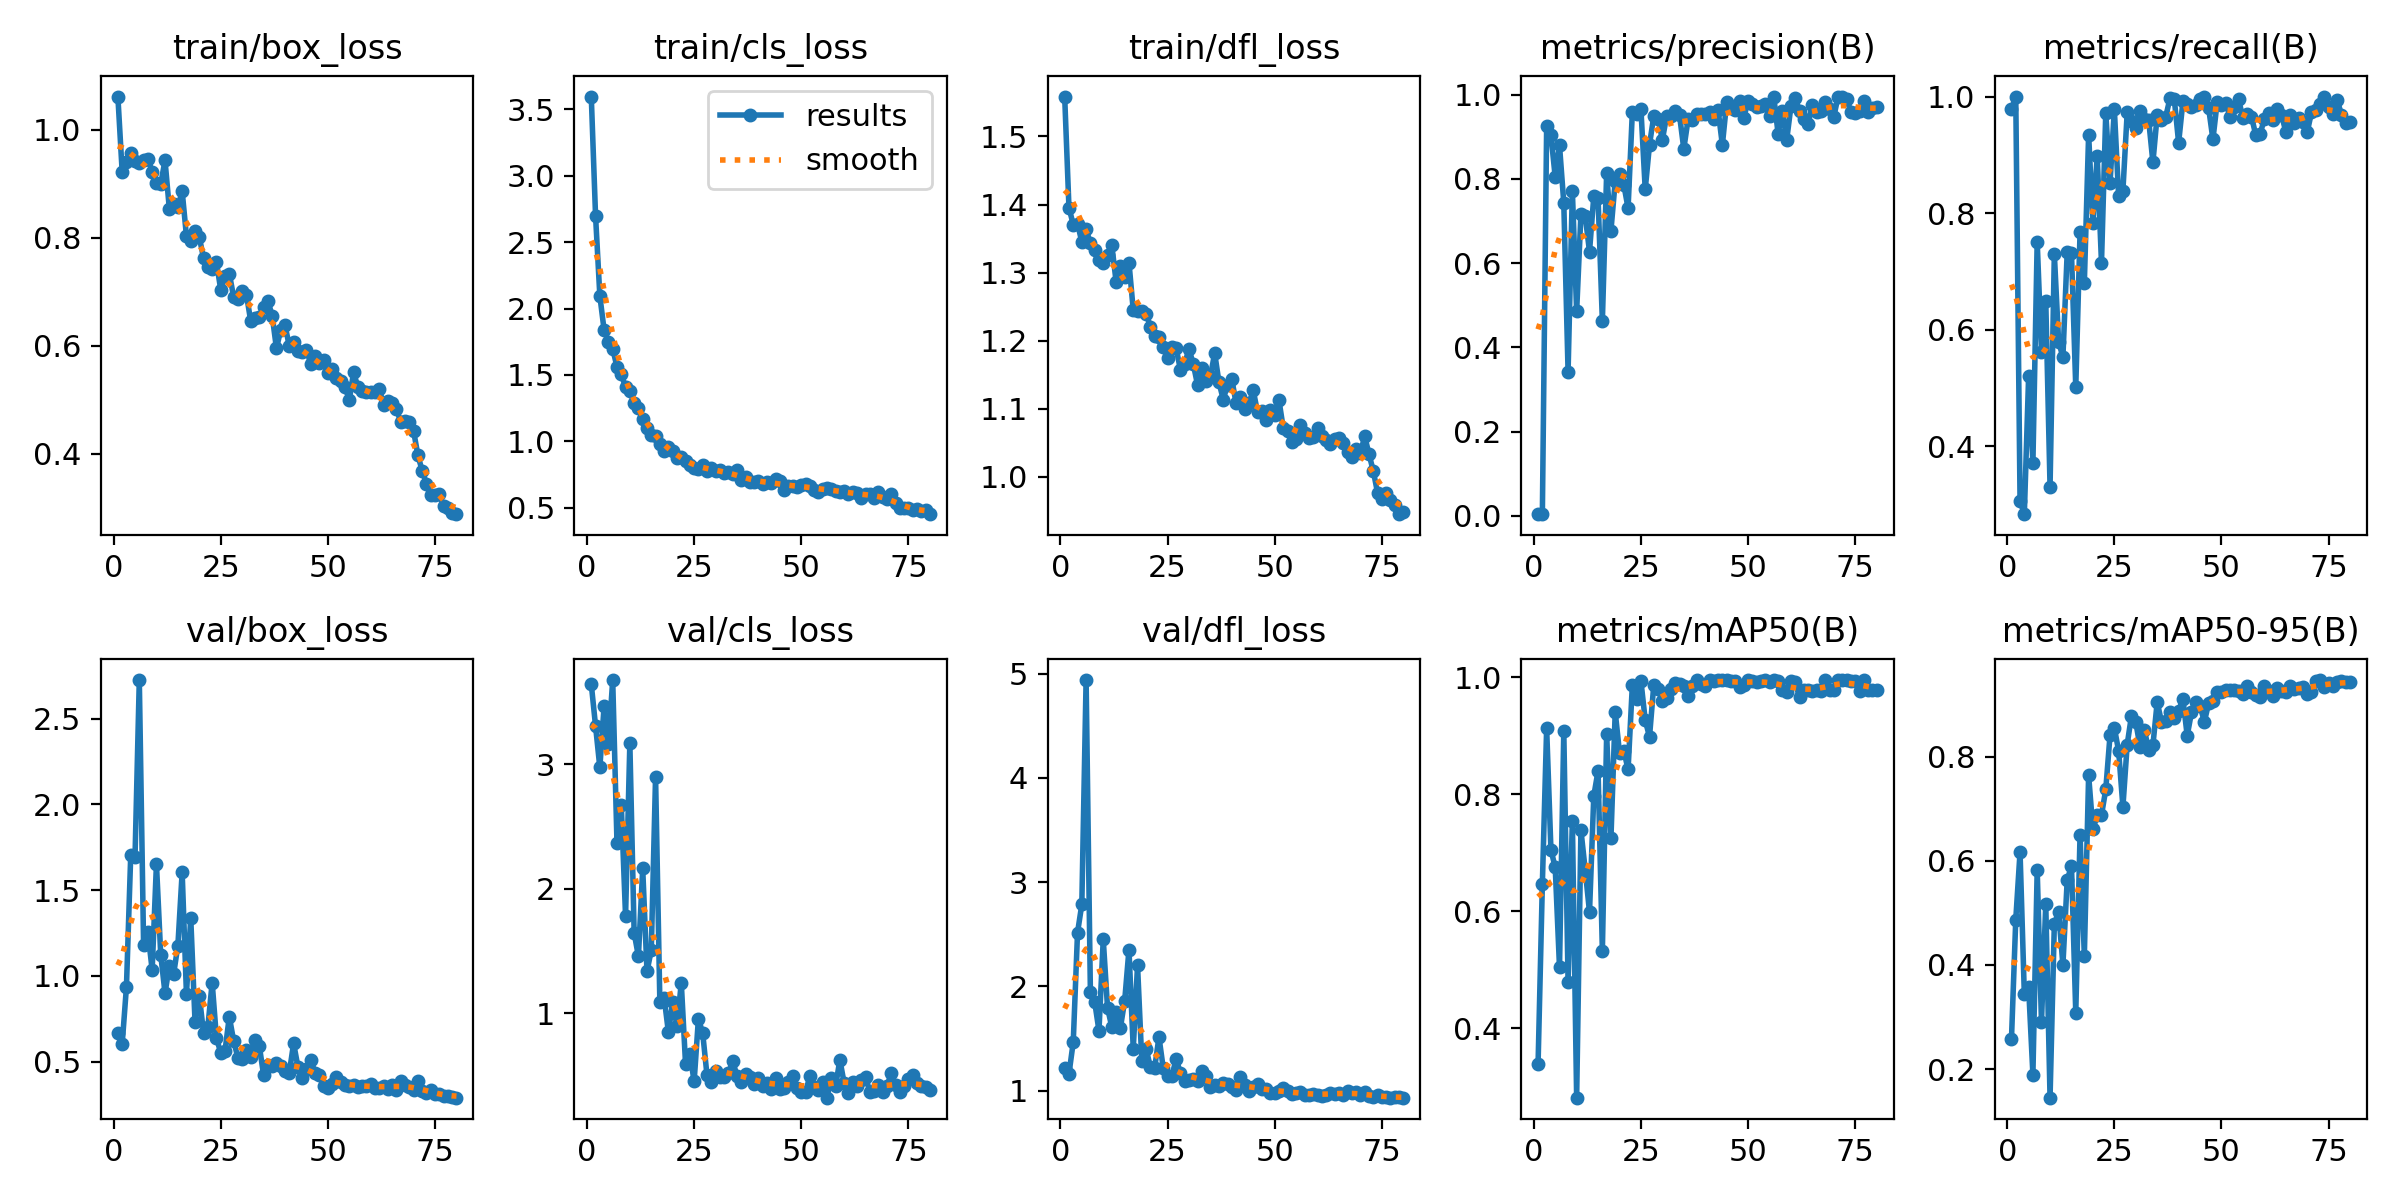 train/box_loss
train/cls_loss
train/dfl_loss
metrics/precision(B)
metrics/recall(B)
1.0
0.8
0.6
0.4
0 25 50 75
3.5
3.0
2.5
2.0
1.5
1.0
0.5
results
smooth
0 25 50 75
1.5
1.4
1.3
1.2
1.1
1.0
0 25 50 75
1.0
0.8
0.6
0.4
0.2
0.0
0 25 50 75
1.0
0.8
0.6
0.4
0 25 50 75
val/box_loss
val/cls_loss
val/dfl_loss
metrics/mAP50(B)
metrics/mAP50-95(B)
2.5
2.0
1.5
1.0
0.5
0 25 50 75
3
2
1
0 25 50 75
5
4
3
2
1
0 25 50 75
1.0
0.8
0.6
0.4
0 25 50 75
0.8
0.6
0.4
0.2
0 25 50 75